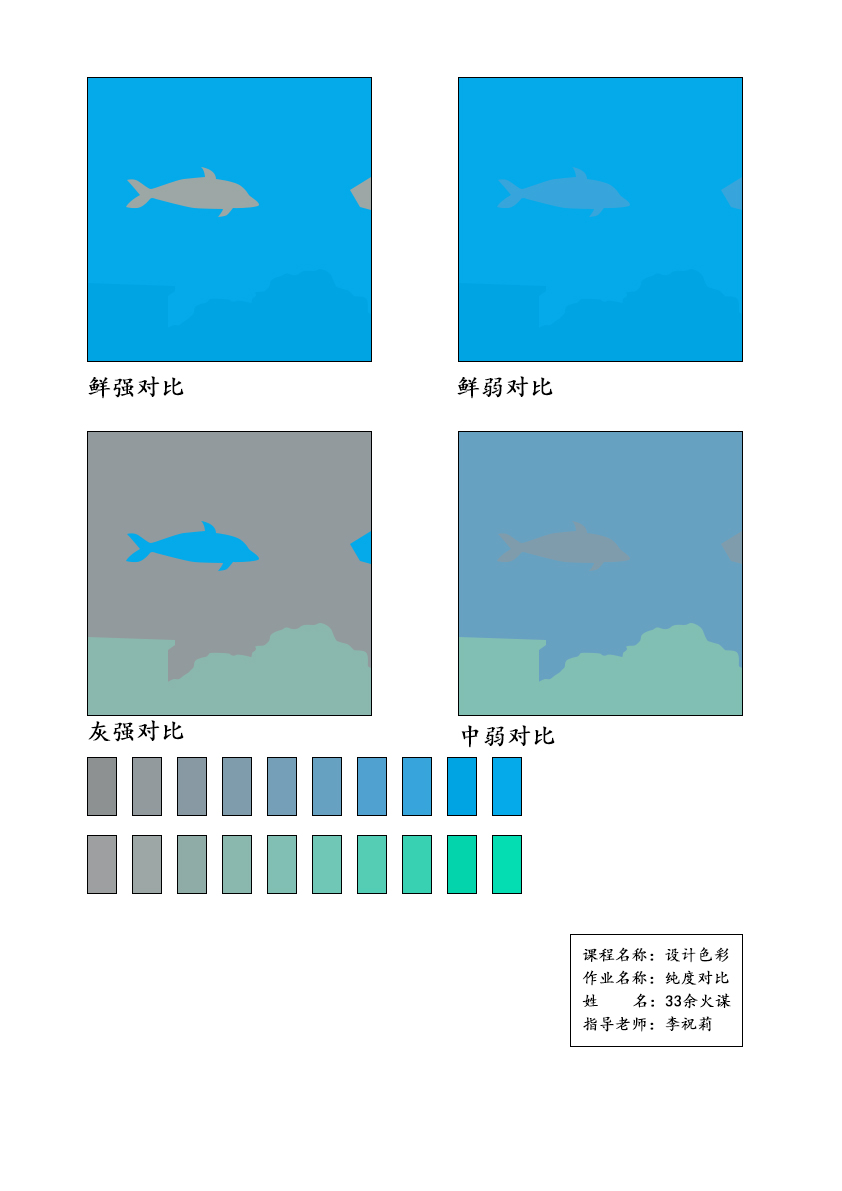 鲜强对比
鲜弱对比
灰强对比
中弱对比
课程名称：设计色彩
作业名称：纯度对比
姓 名：33余火谋
指导老师：李祝莉